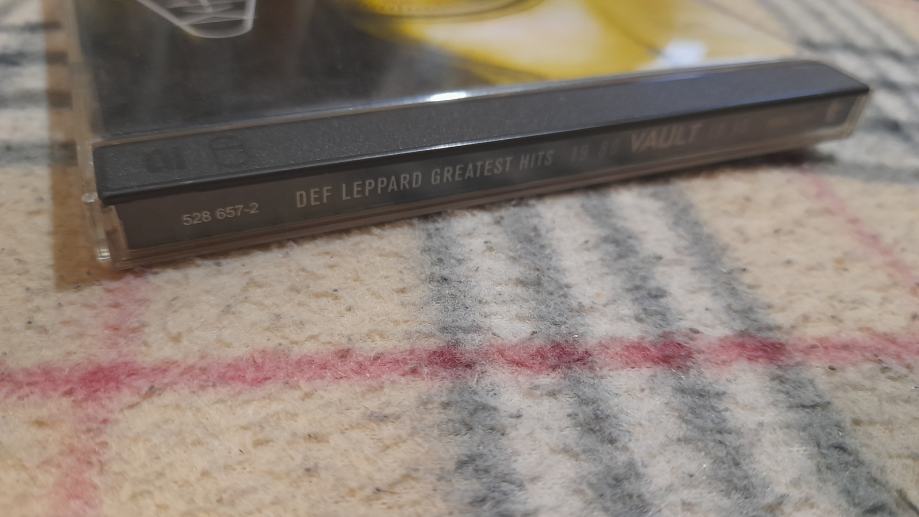 528 657-2 DEF LEPPARD GREATEST HITS VAULT